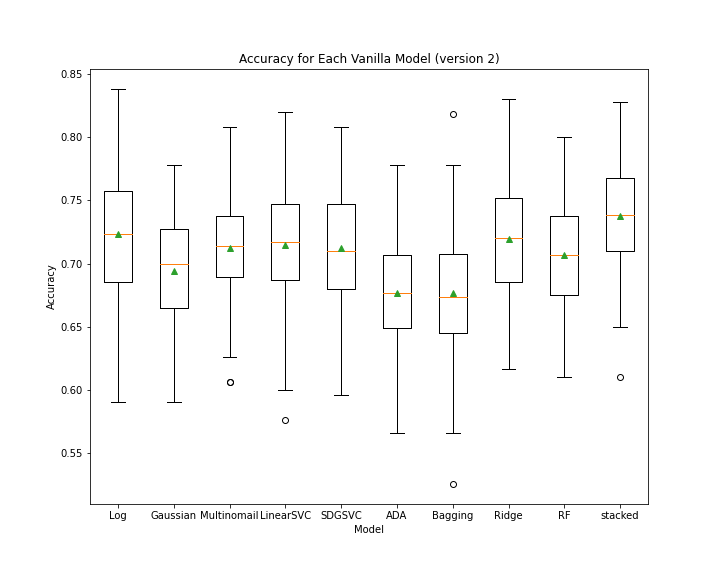 Accuracy for Each Vanilla Model (version 2)
0.85
0.80
0.75
0.70
0.65
0.60
0.55
Accuracy
Log Gaussian Multinomail LinearSVC SDGSVC ADA Bagging Ridge RF stacked
Model